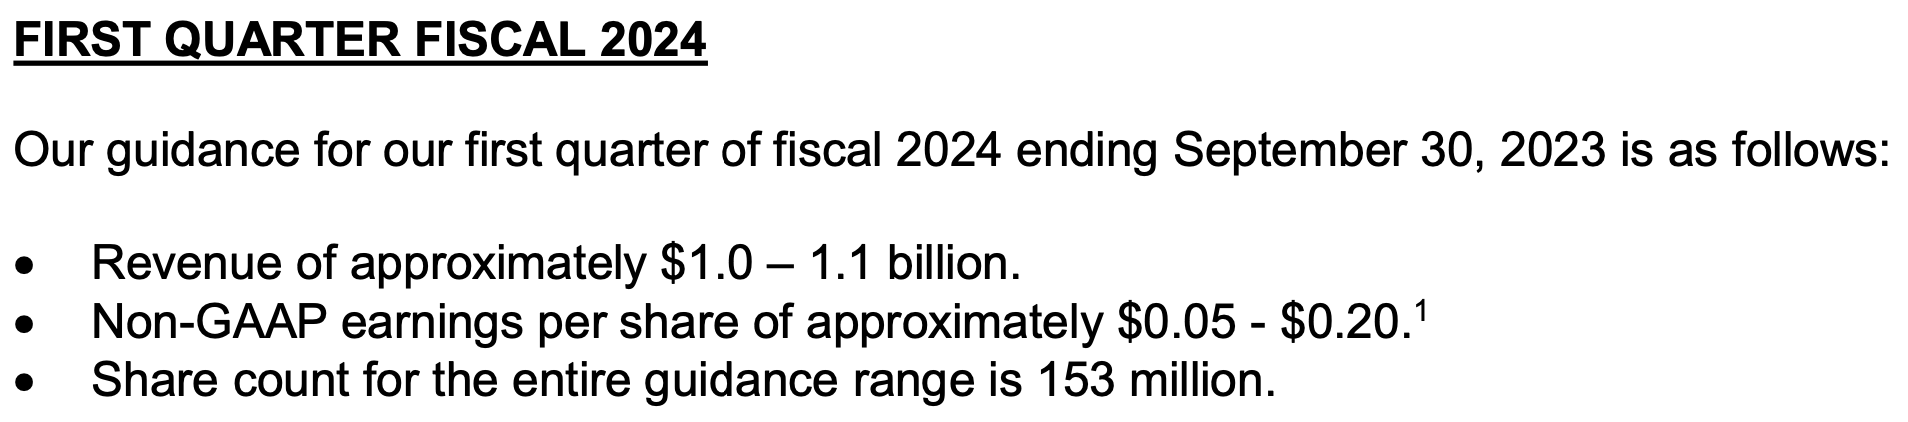 FIRST QUARTER FISCAL 2024
Our guidance for our first quarter of fiscal 2024 ending September 30, 2023 is as follows:
• Revenue of approximately $1.0 – 1.1 billion.
• Non-GAAP earnings per share of approximately $0.05 - $0.20.¹
• Share count for the entire guidance range is 153 million.